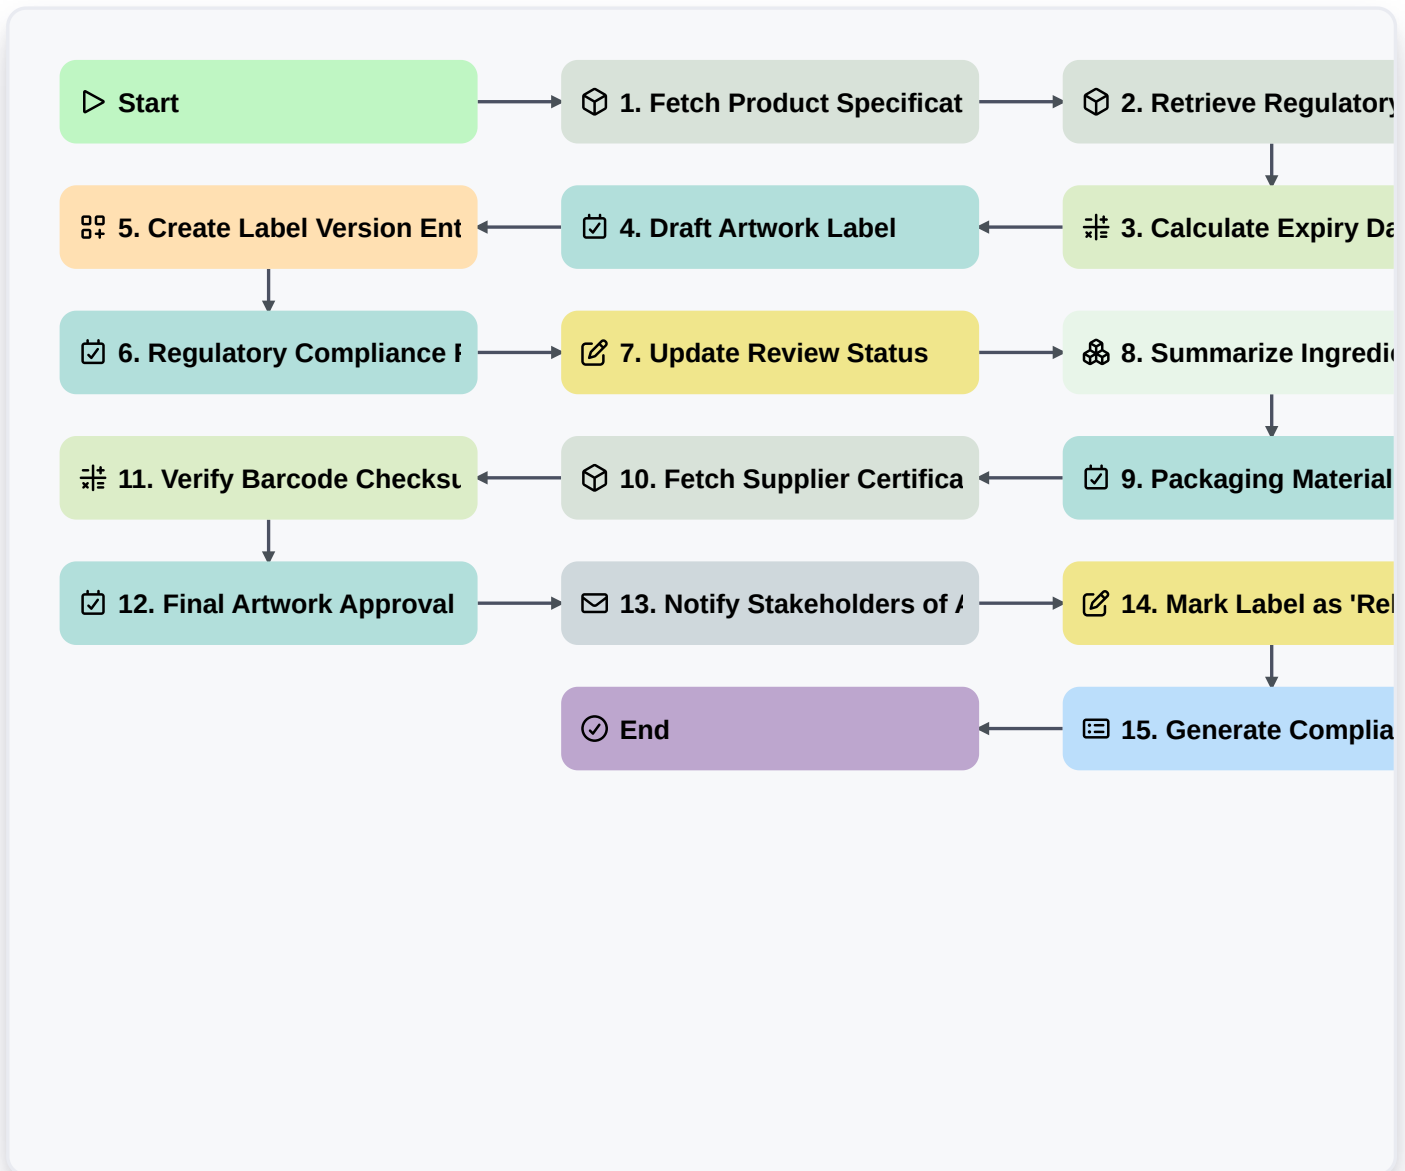 Start
1. Fetch Product Specificat
2. Retrieve Regulatory
5. Create Label Version Ent
4. Draft Artwork Label
3. Calculate Expiry Da
6. Regulatory Compliance
7. Update Review Status
8. Summarize Ingredie
11. Verify Barcode Checksu
10. Fetch Supplier Certifica
9. Packaging Material
12. Final Artwork Approval
13. Notify Stakeholders of A
14. Mark Label as 'Rel
End
15. Generate Complia